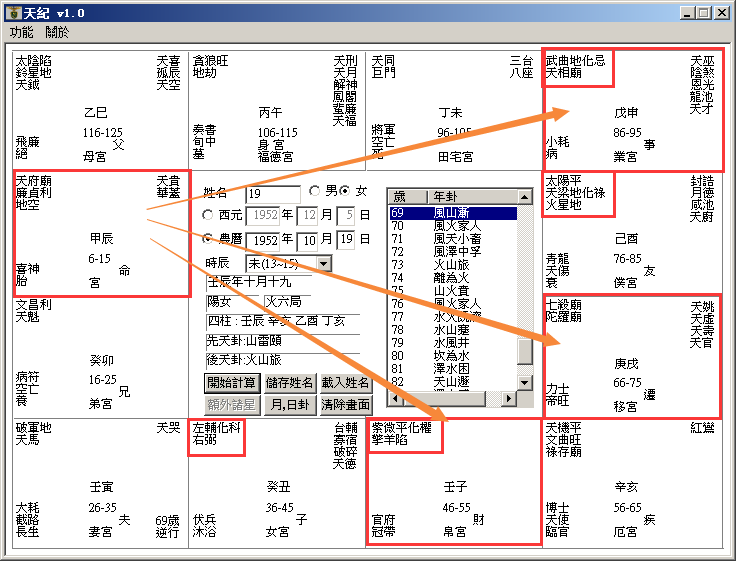 天紀 v1.0
功能 關於
太陰陷
鈴星地
天鉞
天喜
孤辰
天空
乙巳
飛廉
絕
116-125
父
母宮
貪狼旺
地劫
天刑
天月
解神
鳳閣
蜚廉
天福
丙午
奏書
旬中
墓
106-115
身 宮
福德宮
天同
巨門
三台
八座
丁未
將軍
空亡
死
96-105
田宅宮
武曲地化忌
天相廟
天巫
陰煞
恩光
龍池
天才
戊申
小耗
病
86-95
事
業宮
天府廟
廉貞利
地空
天貴
華蓋
甲辰
喜神
胎
6-15
命
宮
姓名 19 男 女
西元 1952 年 12 月 5 日
農曆 1952 年 10 月 19 日
時辰 未(13~15)
壬辰年十月十九
陽女 火六局
四柱 : 壬辰 辛亥 乙酉 丁亥
先天卦:山雷頤
後天卦:火山旅
開始計算 儲存姓名 載入姓名
額外諸星 月,日卦 清除畫面
歲 年卦
69 風山漸
70 風火家人
71 風天小畜
72 風澤中孚
73 火山旅
74 離為火
75 山火賁
76 風火家人
77 水火既濟
78 水山蹇
79 水風井
80 坎為水
81 澤水困
82 天山遯
太陽平
天梁地化祿
火星地
封誥
月德
咸池
天廚
己酉
青龍
天傷
衰
76-85
友
僕宮
文昌利
天魁
癸卯
病符
空亡
養
16-25
兄
弟宮
七殺廟
陀羅廟
天姚
天虛
天壽
天官
庚戌
力士
帝旺
66-75
遷
移宮
破軍地
天馬
天哭
壬寅
大耗
截路
長生
26-35
夫
妻宮
69歲
逆行
左輔化科
右弼
台輔
寡宿
破碎
天德
癸丑
伏兵
沐浴
36-45
子
女宮
紫微平化權
擎羊陷
壬子
官府
冠帶
46-55
財
帛宮
天機平
文曲旺
祿存廟
紅鸞
辛亥
博士
天使
臨官
56-65
疾
厄宮